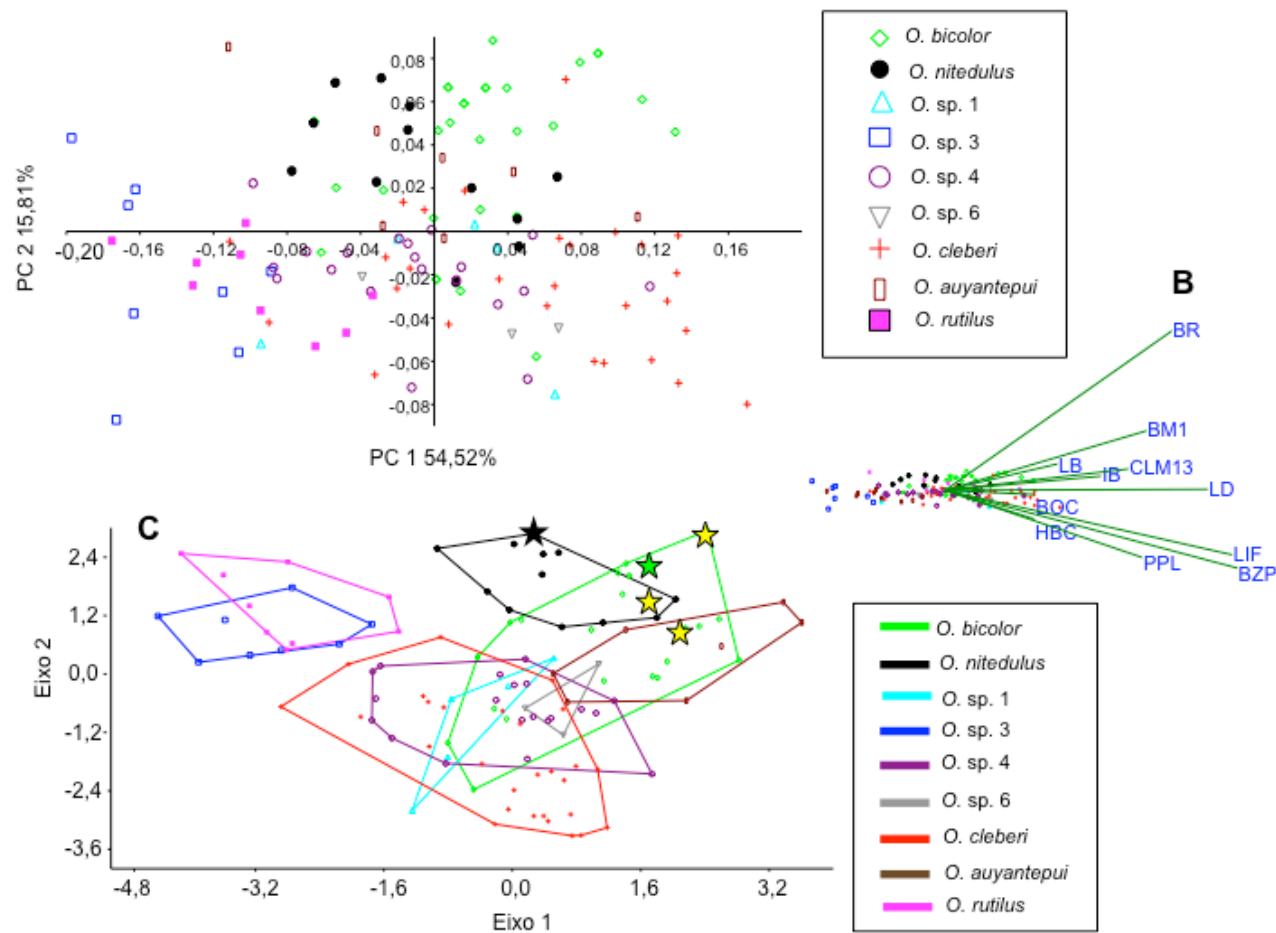 O. bicolor
O. nitedulus
O. sp. 1
O. sp. 3
O. sp. 4
O. sp. 6
O. cleberi
O. auyantepui
O. rutilus
PC 2 15,81%
0,08
0,06
0,04
0,02
-0,20 -0,16 -0,12 -0,08 -0,04 0,04 0,08 0,12 0,16
-0,02
-0,04
-0,06
-0,08
PC 1 54,52%
B
BR
BM1
LB
IB
CLM13
LD
BOC
HBC
PPL
LIF
BZP
C
Eixo 2
2,4
1,2
0,0
-1,2
-2,4
-3,6
-4,8 -3,2 -1,6 0,0 1,6 3,2
Eixo 1
O. bicolor
O. nitedulus
O. sp. 1
O. sp. 3
O. sp. 4
O. sp. 6
O. cleberi
O. auyantepui
O. rutilus